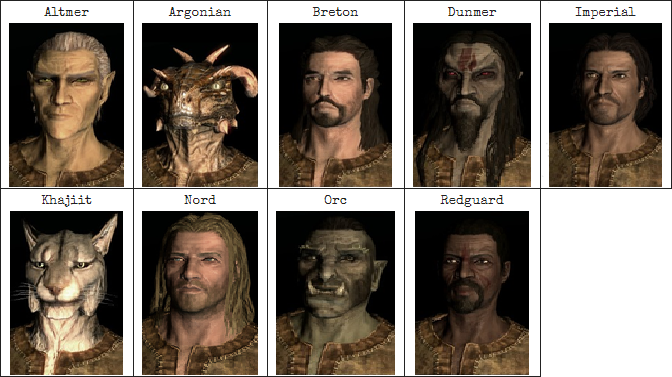 Altmer
Argonian
Breton
Dunmer
Imperial
Khajiit
Nord
Orc
Redguard